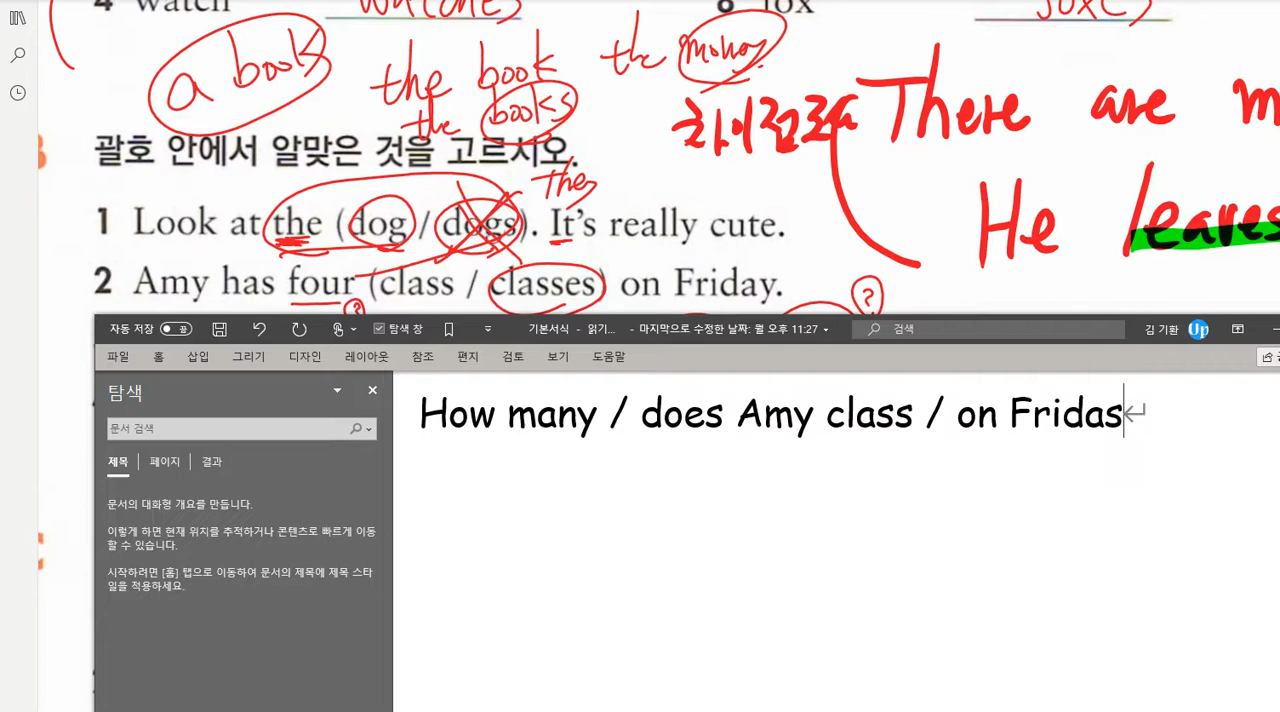 4 watch watches 6 fox foxes
a book the book the money
the books
차이점론 There are m
괄호 안에서 알맞은 것을 고르시오.
They
1 Look at the (dog / dogs). It's really cute.
He leaves
2 Amy has four (class / classes) on Friday.
?
?
자동 저장 끔 탐색 창 기본서식 - 읽기... - 마지막으로 수정한 날짜: 월 오후 11:27 검색 김 기환 Up
파일 홈 삽입 그리기 디자인 레이아웃 참조 편지 검토 보기 도움말
탐색
문서 검색
제목 페이지 결과
문서의 대화형 개요를 만듭니다.
이렇게 하면 현재 위치를 추적하거나 콘텐츠로 빠르게 이동
할 수 있습니다.
시작하려면 [홈] 탭으로 이동하여 문서의 제목에 제목 스타
일을 적용하세요.
How many / does Amy class / on Fridas